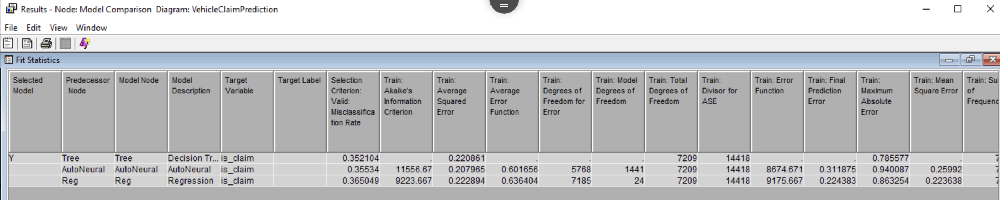 Results - Node: Model Comparison  Diagram: VehicleClaimPrediction
File Edit View Window
Fit Statistics
Selected Model	Predecessor Node	Model Node	Model Description	Target Variable	Target Label	Selection Criterion: Valid: Misclassification Rate	Train: Akaike's Information Criterion	Train: Average Squared Error	Train: Average Error Function	Train: Degrees of Freedom for Error	Train: Model Degrees of Freedom	Train: Total Degrees of Freedom	Train: Divisor for ASE	Train: Error Function	Train: Final Prediction Error	Train: Maximum Absolute Error	Train: Mean Square Error	Train: Su of Frequenc
Y	Tree	Tree	Decision Tr...	is_claim		0.352104	.	0.220861	.	.	.	7209	14418	.	.	0.785577	.	7
	AutoNeural	AutoNeural	AutoNeural	is_claim		0.35534	11556.67	0.207965	0.601656	5768	1441	7209	14418	8674.671	0.311875	0.940087	0.25992	7
	Reg	Reg	Regression	is_claim		0.365049	9223.667	0.222894	0.636404	7185	24	7209	14418	9175.667	0.224383	0.863254	0.223638	7